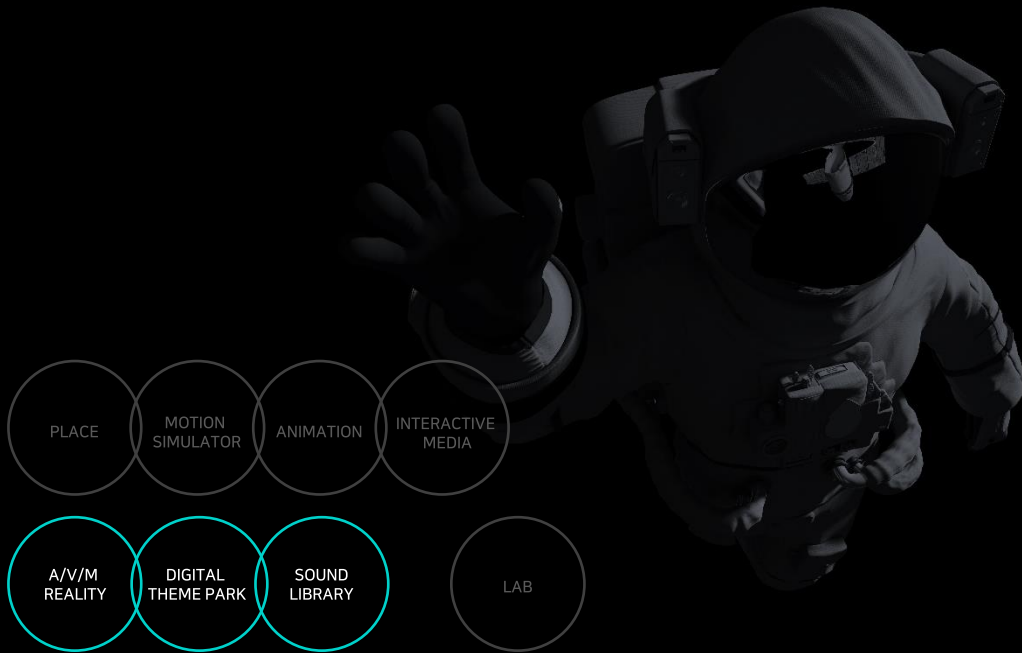 PLACE
MOTION
SIMULATOR
ANIMATION
INTERACTIVE
MEDIA
A/V/M
REALITY
DIGITAL
THEME PARK
SOUND
LIBRARY
LAB